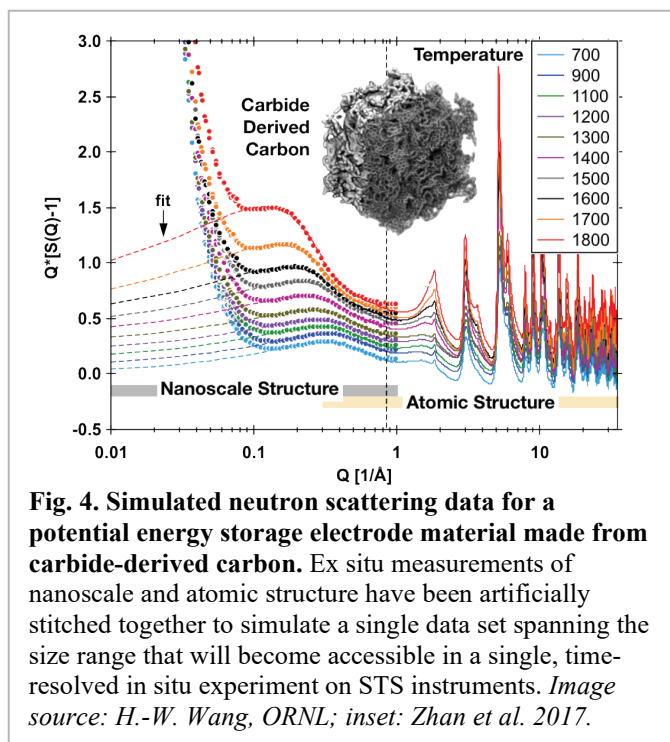 3.0
2.5
2.0
1.5
1.0
0.5
0.0
-0.5
Q*[S(Q)-1]
Temperature
700
900
1100
1200
1300
1400
1500
1600
1700
1800
Carbide
Derived
Carbon
fit
Nanoscale Structure
Atomic Structure
0.01 0.1 1 10
Q [1/Å]
Fig. 4. Simulated neutron scattering data for a
potential energy storage electrode material made from
carbide-derived carbon. Ex situ measurements of
nanoscale and atomic structure have been artificially
stitched together to simulate a single data set spanning the
size range that will become accessible in a single, time-
resolved in situ experiment on STS instruments. Image
source: H.-W. Wang, ORNL; inset: Zhan et al. 2017.